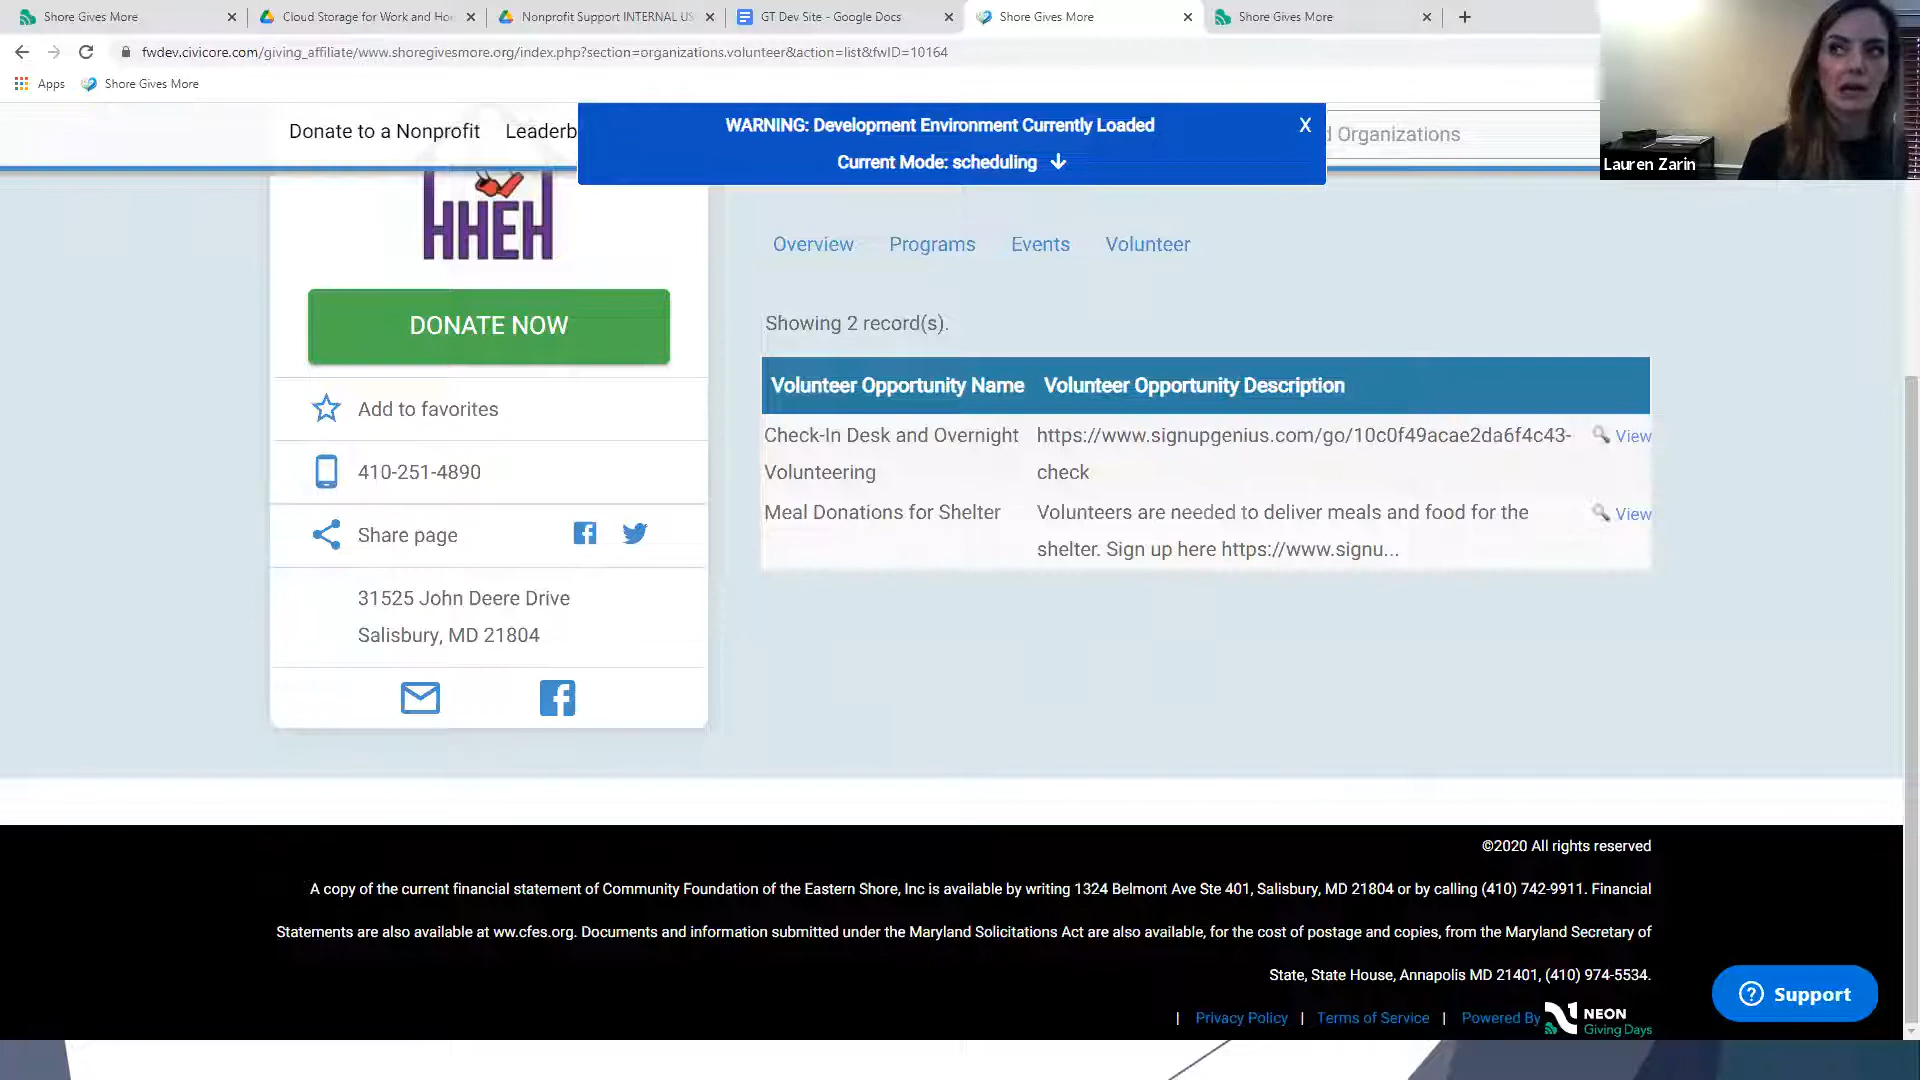 Shore Gives More
Cloud Storage for Work and Ho
Nonprofit Support INTERNAL US
GT Dev Site - Google Docs
Shore Gives More
Shore Gives More
fwdev.civicore.com/giving_affiliate/www.shoregivesmore.org/index.php?section=organizations.volunteer&action=list&fwID=10164
Apps
Shore Gives More
Donate to a Nonprofit
Leaderb
WARNING: Development Environment Currently Loaded
X
Current Mode: scheduling
d Organizations
Lauren Zarin
HHEH
Overview
Programs
Events
Volunteer
DONATE NOW
Add to favorites
410-251-4890
Share page
31525 John Deere Drive
Salisbury, MD 21804
Showing 2 record(s).
Volunteer Opportunity Name
Volunteer Opportunity Description
Check-In Desk and Overnight
Volunteering
https://www.signupgenius.com/go/10c0f49acae2da6f4c43-
check
View
Meal Donations for Shelter
Volunteers are needed to deliver meals and food for the
shelter. Sign up here https://www.signu...
View
©2020 All rights reserved
A copy of the current financial statement of Community Foundation of the Eastern Shore, Inc is available by writing 1324 Belmont Ave Ste 401, Salisbury, MD 21804 or by calling (410) 742-9911. Financial
Statements are also available at ww.cfes.org. Documents and information submitted under the Maryland Solicitations Act are also available, for the cost of postage and copies, from the Maryland Secretary of
State, State House, Annapolis MD 21401, (410) 974-5534.
| Privacy Policy | Terms of Service | Powered By
NEON
Giving Days
Support